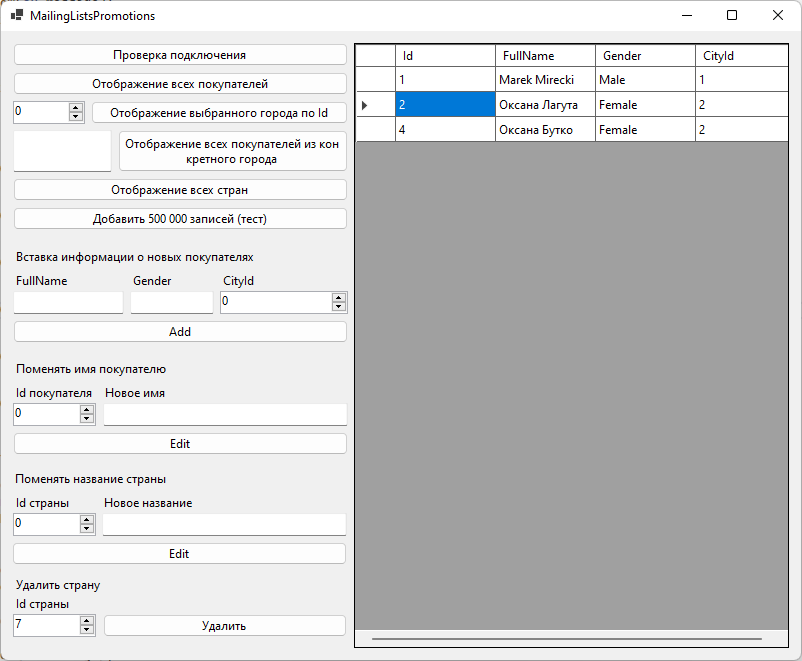 MailingListsPromotions
Проверка подключения
Отображение всех покупателей
0
Отображение выбранного города по Id
Отображение всех покупателей из кон
кретного города
Отображение всех стран
Добавить 500 000 записей (тест)
Вставка информации о новых покупателях
FullName Gender CityId
0
Add
Поменять имя покупателю
Id покупателя Новое имя
0
Edit
Поменять название страны
Id страны Новое название
0
Edit
Удалить страну
Id страны
7
Удалить
Id FullName Gender CityId
1 Marek Mirecki Male 1
2 Оксана Лагута Female 2
4 Оксана Бутко Female 2